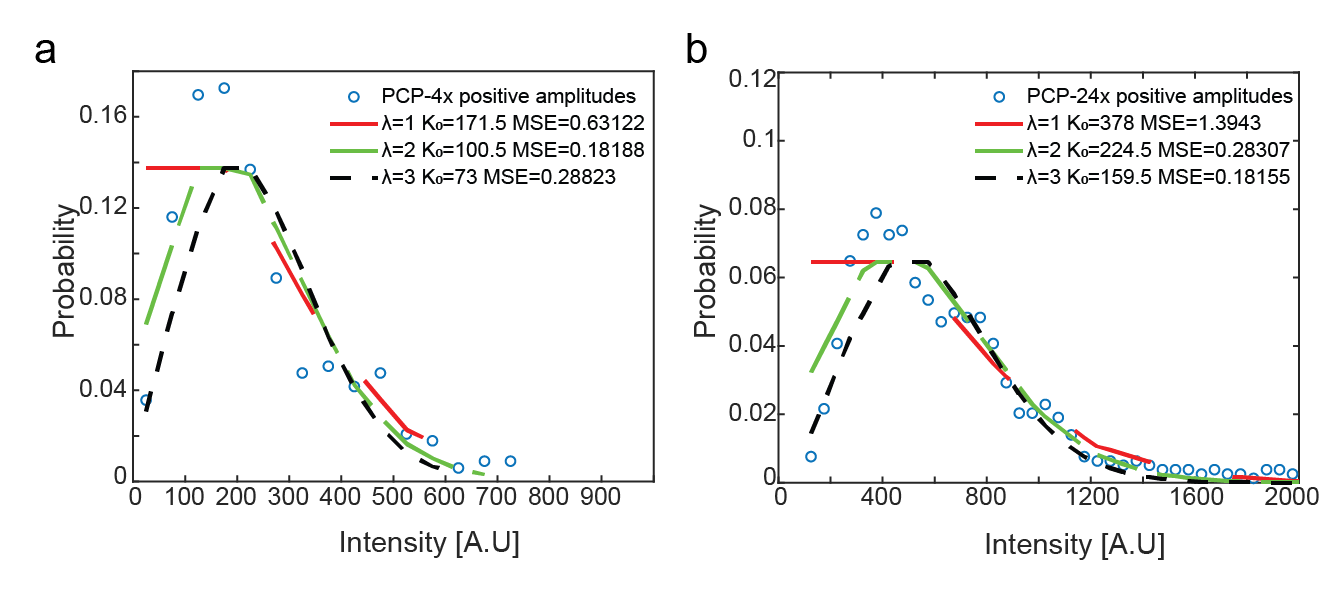 a
PCP-4x positive amplitudes
λ=1 K₀=171.5 MSE=0.63122
λ=2 K₀=100.5 MSE=0.18188
λ=3 K₀=73 MSE=0.28823
Probability
0.16
0.12
0.08
0.04
0
0 100 200 300 400 500 600 700 800 900
Intensity [A.U]
b
PCP-24x positive amplitudes
λ=1 K₀=378 MSE=1.3943
λ=2 K₀=224.5 MSE=0.28307
λ=3 K₀=159.5 MSE=0.18155
Probability
0.12
0.1
0.08
0.06
0.04
0.02
0
0 400 800 1200 1600 2000
Intensity [A.U]